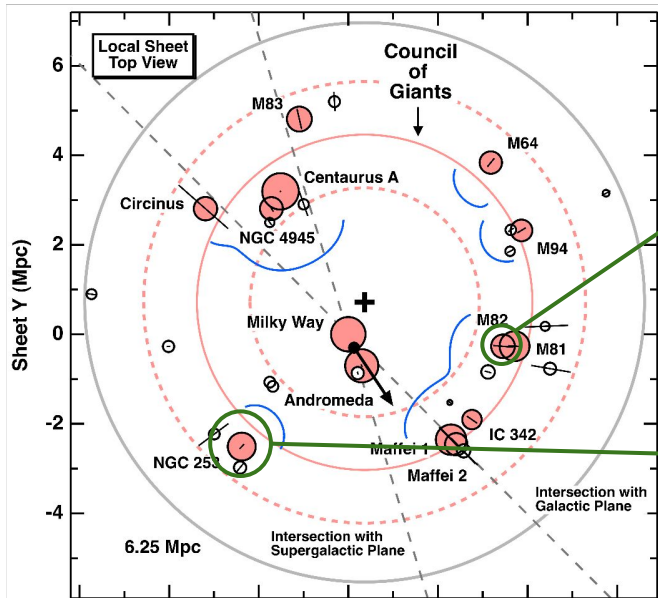 Local Sheet
Top View
Council
of
Giants
M83
M64
Centaurus A
Circinus
NGC 4945
M94
Milky Way
M82
M81
Andromeda
IC 342
Maffei 1
Maffei 2
NGC 253
Intersection with
Galactic Plane
Intersection with
Supergalactic Plane
6.25 Mpc
Sheet Y (Mpc)
6
4
2
0
-2
-4